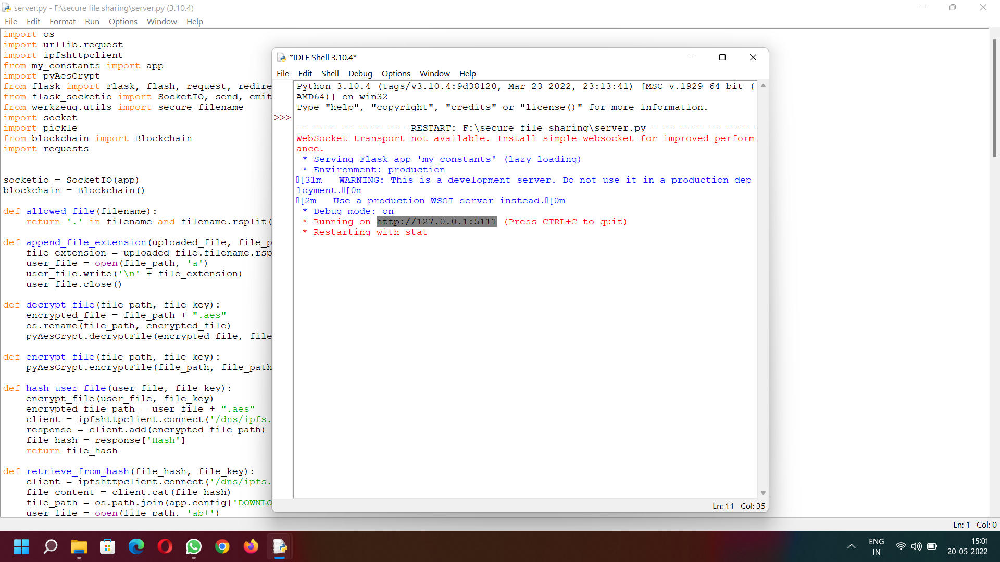 server.py - F:\secure file sharing\server.py (3.10.4)
File Edit Format Run Options Window Help
import os
import urllib.request
import ipfshttpclient
from my_constants import app
import pyAesCrypt
from flask import Flask, flash, request, redire
from flask_socketio import SocketIO, send, emit
from werkzeug.utils import secure_filename
import socket
import pickle
from blockchain import Blockchain
import requests
socketio = SocketIO(app)
blockchain = Blockchain()
def allowed_file(filename):
    return '.' in filename and filename.rsplit(
def append_file_extension(uploaded_file, file_p
    file_extension = uploaded_file.filename.rsp
    user_file = open(file_path, 'a')
    user_file.write('\n' + file_extension)
    user_file.close()
def decrypt_file(file_path, file_key):
    encrypted_file = file_path + ".aes"
    os.rename(file_path, encrypted_file)
    pyAesCrypt.decryptFile(encrypted_file, file
def encrypt_file(file_path, file_key):
    pyAesCrypt.encryptFile(file_path, file_path
def hash_user_file(user_file, file_key):
    encrypt_file(user_file, file_key)
    encrypted_file_path = user_file + ".aes"
    client = ipfshttpclient.connect('/dns/ipfs.
    response = client.add(encrypted_file_path)
    file_hash = response['Hash']
    return file_hash
def retrieve_from_hash(file_hash, file_key):
    client = ipfshttpclient.connect('/dns/ipfs.
    file_content = client.cat(file_hash)
    file_path = os.path.join(app.config['DOWNLO
    user_file = open(file_path, 'ab+')
*IDLE Shell 3.10.4*
File Edit Shell Debug Options Window Help
Python 3.10.4 (tags/v3.10.4:9d38120, Mar 23 2022, 23:13:41) [MSC v.1929 64 bit (
AMD64)] on win32
Type "help", "copyright", "credits" or "license()" for more information.
>>>
=================== RESTART: F:\secure file sharing\server.py ==================
WebSocket transport not available. Install simple-websocket for improved perform
ance.
 * Serving Flask app 'my_constants' (lazy loading)
 * Environment: production
[31m   WARNING: This is a development server. Do not use it in a production dep
loyment.[0m
[2m   Use a production WSGI server instead.[0m
 * Debug mode: on
 * Running on http://127.0.0.1:5111 (Press CTRL+C to quit)
 * Restarting with stat
Ln: 11 Col: 35
Ln: 1 Col: 0
ENG
IN
15:01
20-05-2022